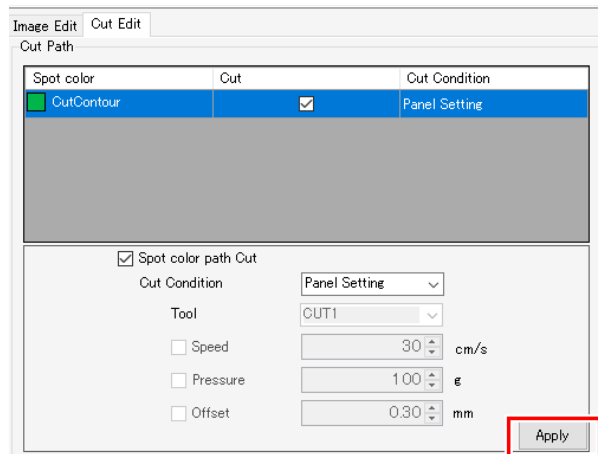 Image Edit Cut Edit
Cut Path
Spot color Cut Cut Condition
CutContour Panel Setting
Spot color path Cut
Cut Condition Panel Setting
Tool CUT1
Speed 30 cm/s
Pressure 100 g
Offset 0.30 mm
Apply